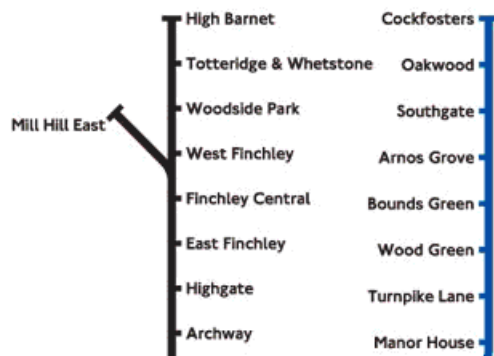 High Barnet
Totteridge & Whetstone
Woodside Park
Mill Hill East
West Finchley
Finchley Central
East Finchley
Highgate
Archway
Cockfosters
Oakwood
Southgate
Arnos Grove
Bounds Green
Wood Green
Turnpike Lane
Manor House